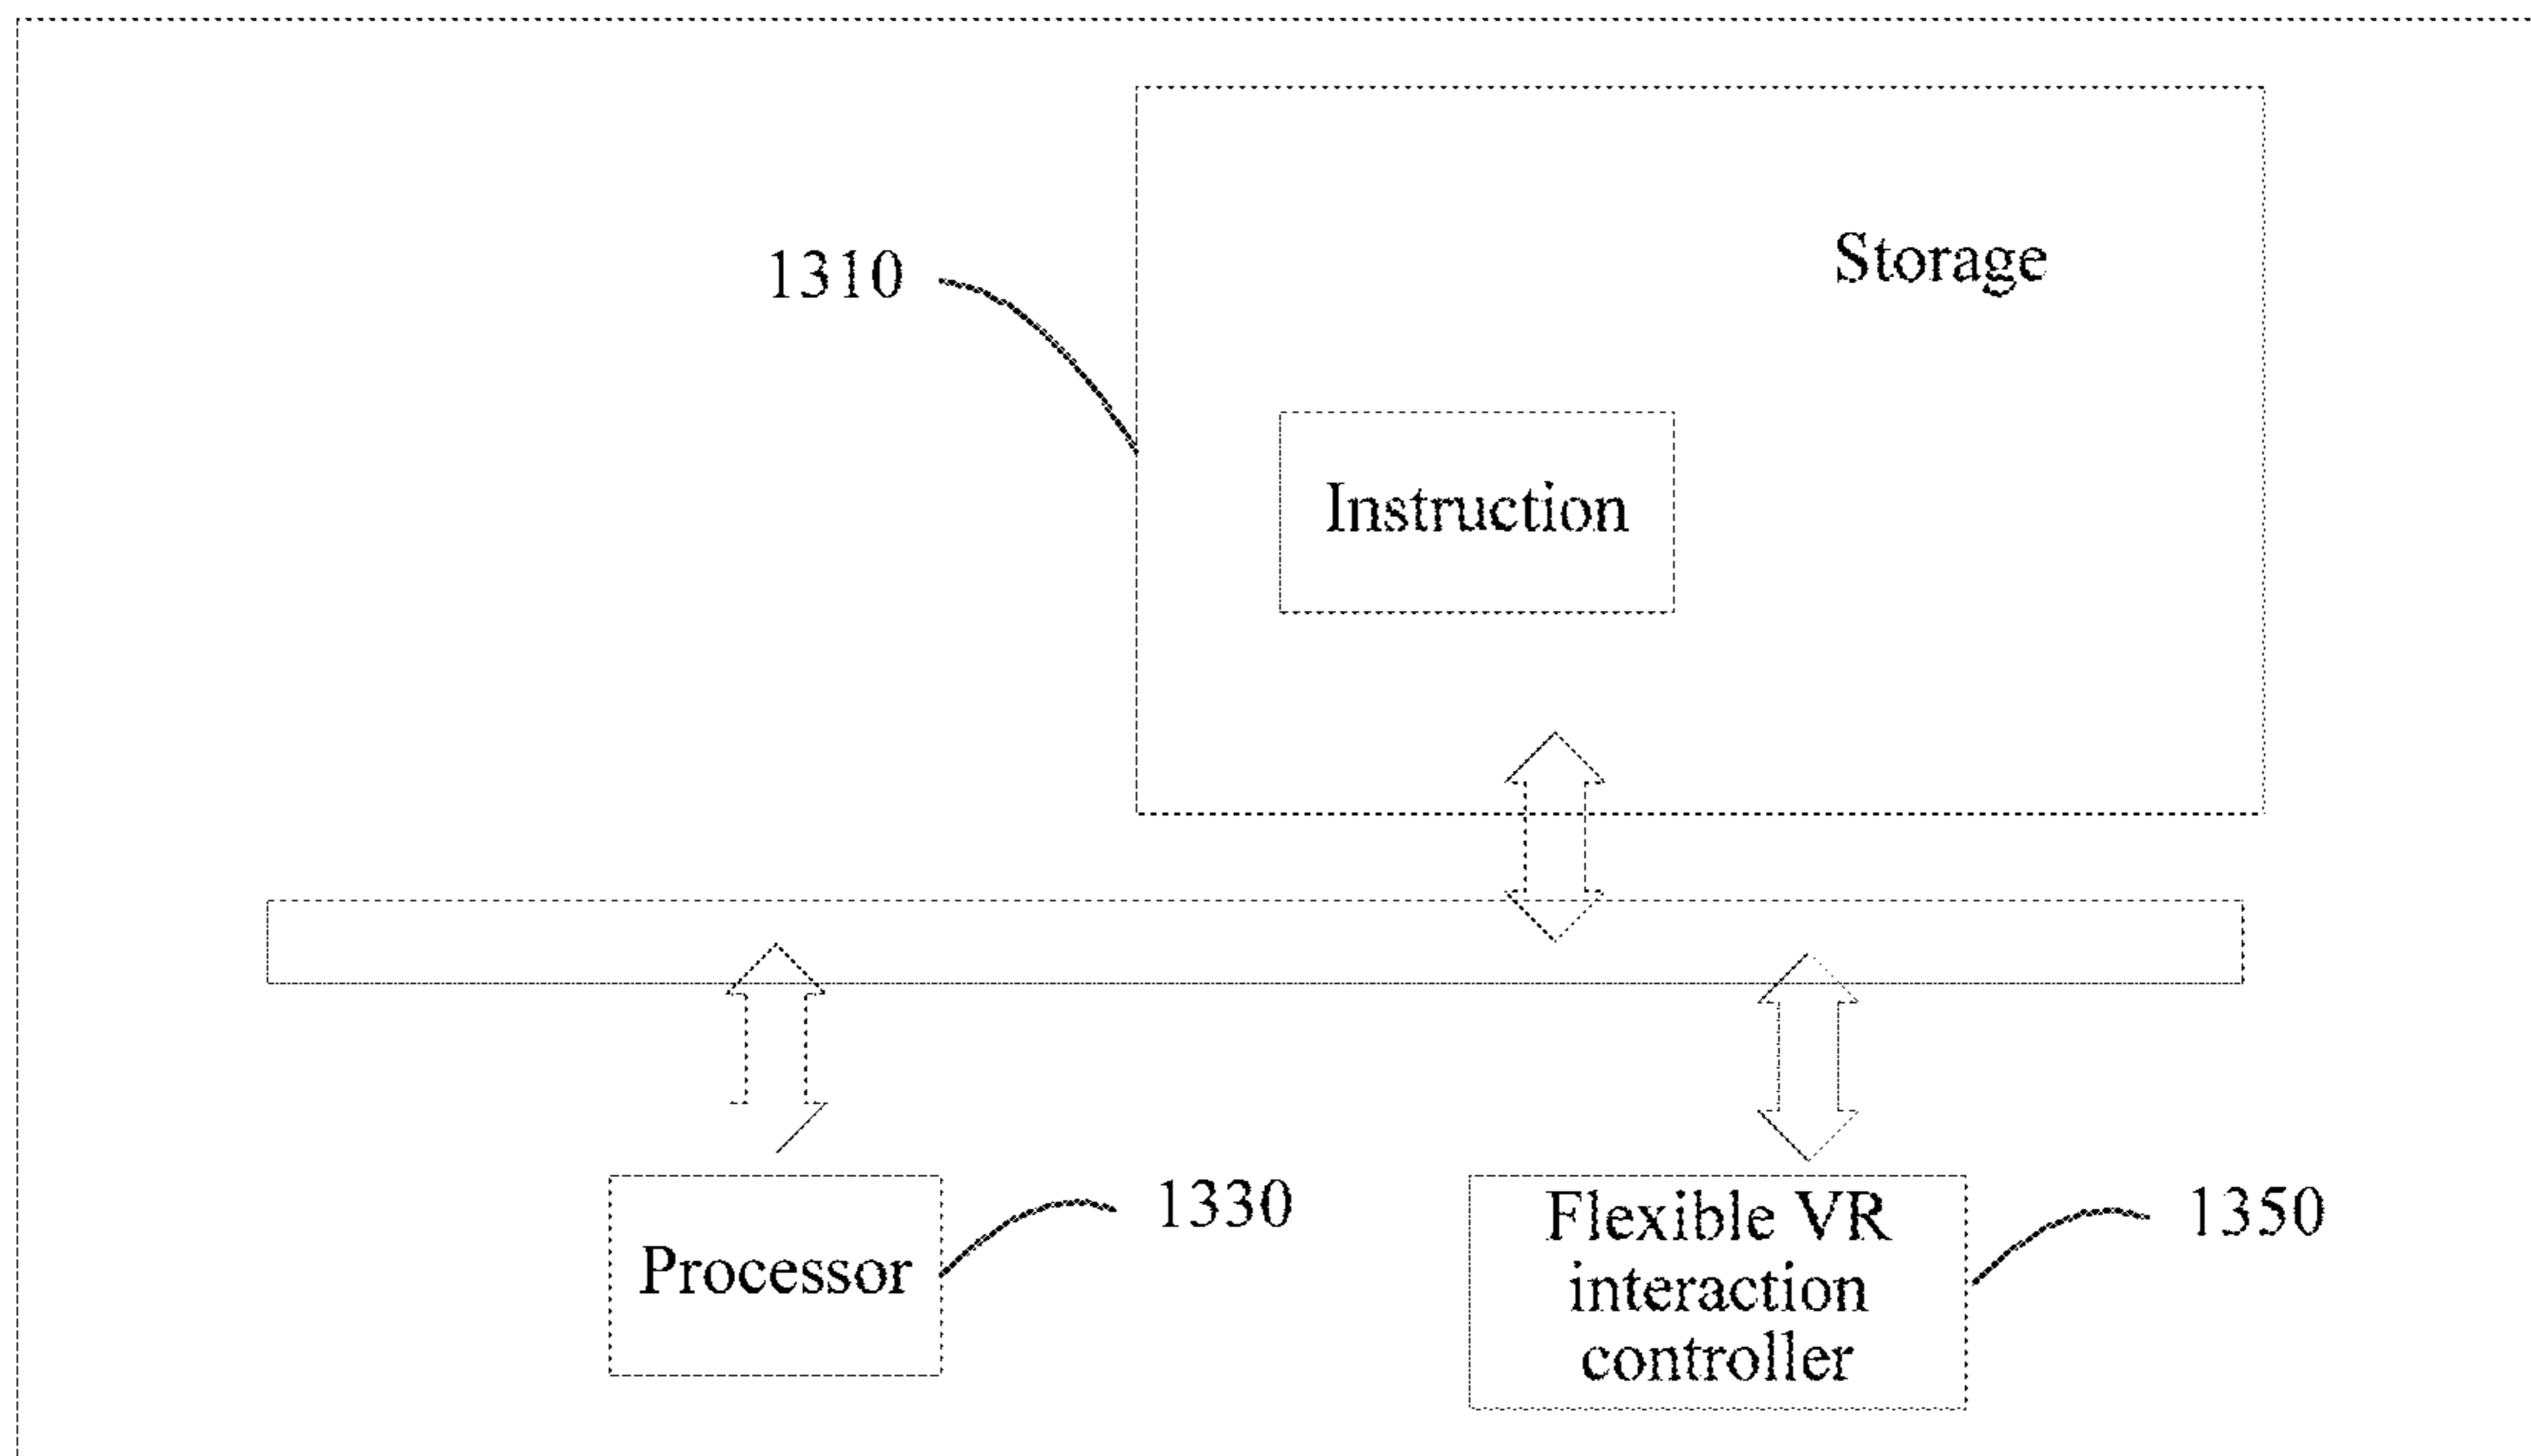 Storage
1310
Instruction
Processor
1330
Flexible VR
interaction
controller
1350